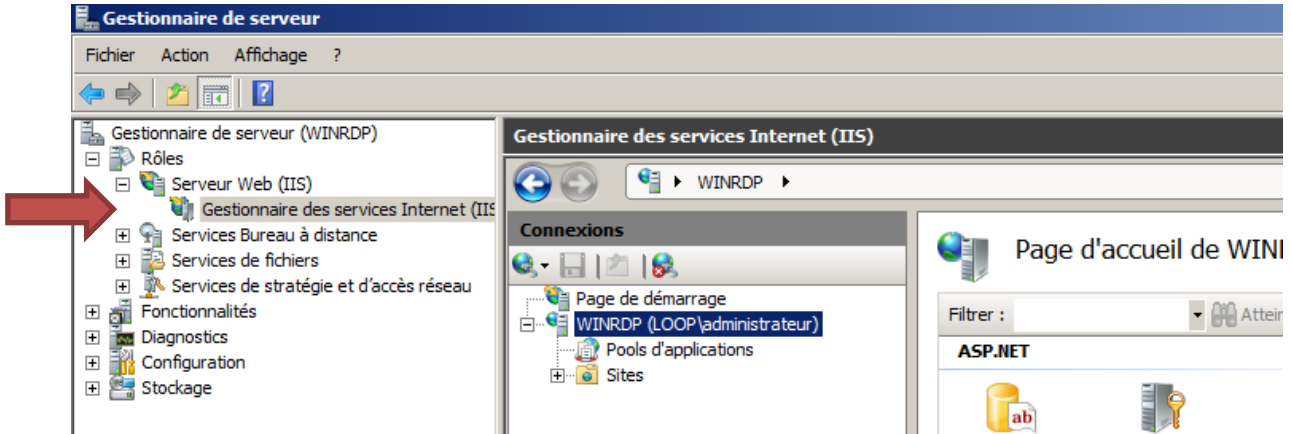 Gestionnaire de serveur
Fichier Action Affichage ?
Gestionnaire de serveur (WINRDP)
Rôles
Serveur Web (IIS)
Gestionnaire des services Internet (IIS
Services Bureau à distance
Services de fichiers
Services de stratégie et d'accès réseau
Fonctionnalités
Diagnostics
Configuration
Stockage
Gestionnaire des services Internet (IIS)
WINRDP
Connexions
Page de démarrage
WINRDP (LOOP\administrateur)
Pools d'applications
Sites
Page d'accueil de WINI
Filtrer : Attein
ASP.NET
ab